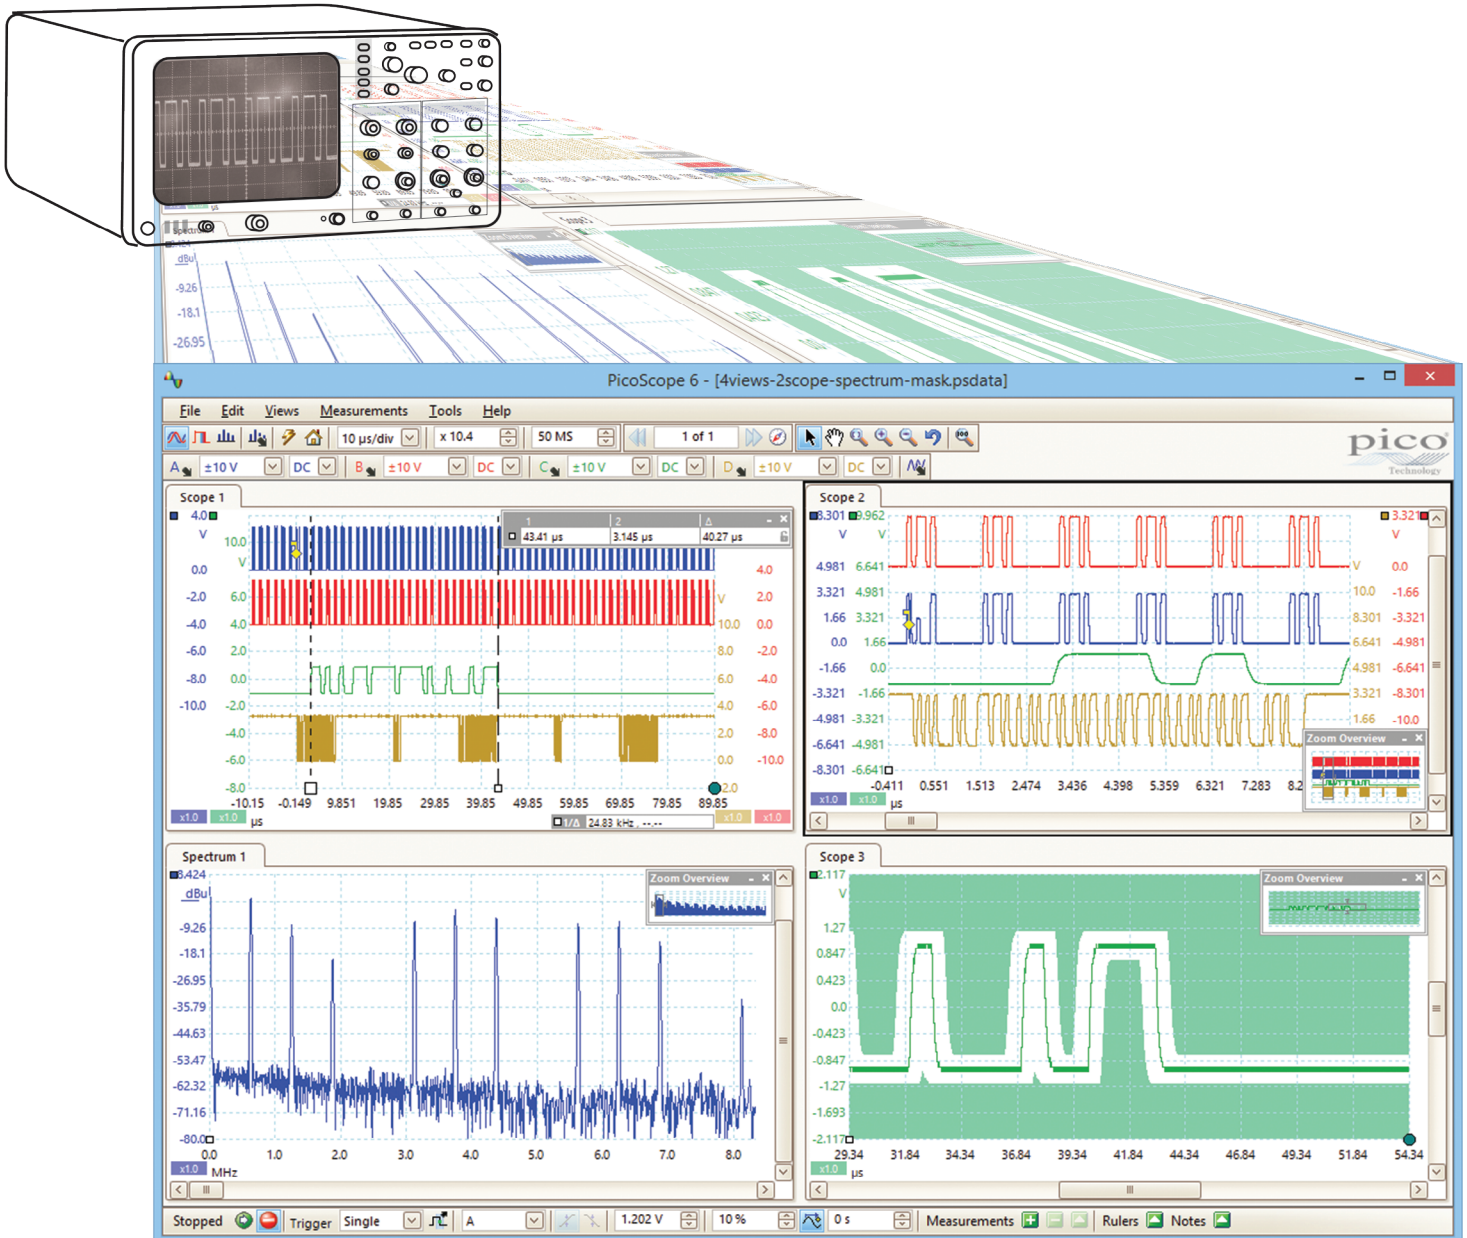 Spectrum
dBu
-9.26
-18.1
-26.95
Scope 3
PicoScope 6 - [4views-2scope-spectrum-mask.psdata]
File Edit Views Measurements Tools Help
10 µs/div x 10.4 50 MS 1 of 1
pico
Technology
A ±10 V DC B ±10 V DC C ±10 V DC D ±10 V DC
Scope 1
4.0
V
0.0
-2.0
-4.0
-6.0
-8.0
-10.0
10.0
V
6.0
4.0
2.0
0.0
-2.0
-4.0
-6.0
-8.0
1 2 Δ
43.41 µs 3.145 µs 40.27 µs
V
10.0
8.0
6.0
4.0
2.0
0.0
-2.0
4.0
2.0
0.0
-2.0
-4.0
-6.0
-8.0
-10.0
-10.15 -0.149 9.851 19.85 29.85 39.85 49.85 59.85 69.85 79.85 89.85
x1.0 x1.0 µs
1/Δ 24.83 kHz , --.--
x1.0 x1.0
Scope 2
8.301
V
4.981
3.321
1.66
0.0
-1.66
-3.321
-4.981
-6.641
-8.301
9.962
V
6.641
4.981
3.321
1.66
0.0
-1.66
-3.321
-4.981
-6.641
V
10.0
8.301
6.641
4.981
3.321
1.66
3.321
V
0.0
-1.66
-3.321
-4.981
-6.641
-8.301
-10.0
Zoom Overview
-0.411 0.551 1.513 2.474 3.436 4.398 5.359 6.321 7.283 8.2
x1.0 x1.0 µs
Spectrum 1
8.424
dBu
-9.26
-18.1
-26.95
-35.79
-44.63
-53.47
-62.32
-71.16
-80.0
Zoom Overview
0.0 1.0 2.0 3.0 4.0 5.0 6.0 7.0 8.0
x1.0 MHz
Scope 3
2.117
V
1.27
0.847
0.423
0.0
-0.423
-0.847
-1.27
-1.693
-2.117
Zoom Overview
29.34 31.84 34.34 36.84 39.34 41.84 44.34 46.84 49.34 51.84 54.34
x1.0 µs
Stopped Trigger Single A 1.202 V 10 % 0 s Measurements Rulers Notes